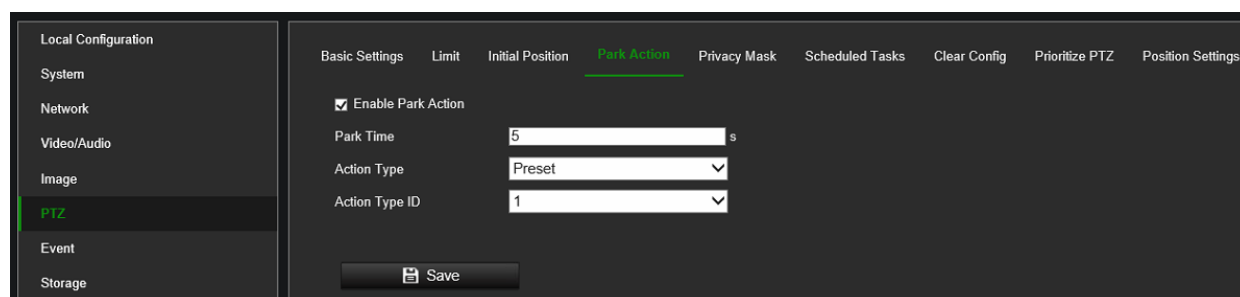 Local Configuration
System
Network
Video/Audio
Image
PTZ
Event
Storage
Basic Settings Limit Initial Position Park Action Privacy Mask Scheduled Tasks Clear Config Prioritize PTZ Position Settings
Enable Park Action
Park Time 5 s
Action Type Preset
Action Type ID 1
Save